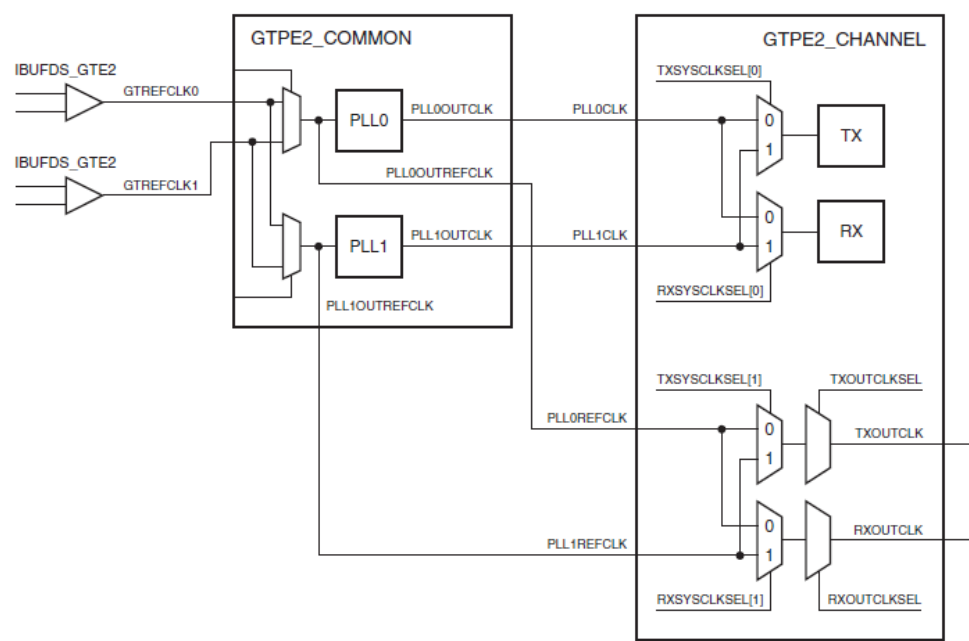 GTPE2_COMMON
GTPE2_CHANNEL
IBUFDS_GTE2
GTREFCLK0
TXSYSCLKSEL[0]
PLL0
PLL0OUTCLK
PLL0CLK
0
1
TX
IBUFDS_GTE2
GTREFCLK1
PLL0OUTREFCLK
PLL1
PLL1OUTCLK
PLL1CLK
0
1
RX
RXSYSCLKSEL[0]
PLL1OUTREFCLK
TXSYSCLKSEL[1]
TXOUTCLKSEL
PLL0REFCLK
0
1
TXOUTCLK
PLL1REFCLK
0
1
RXOUTCLK
RXSYSCLKSEL[1]
RXOUTCLKSEL